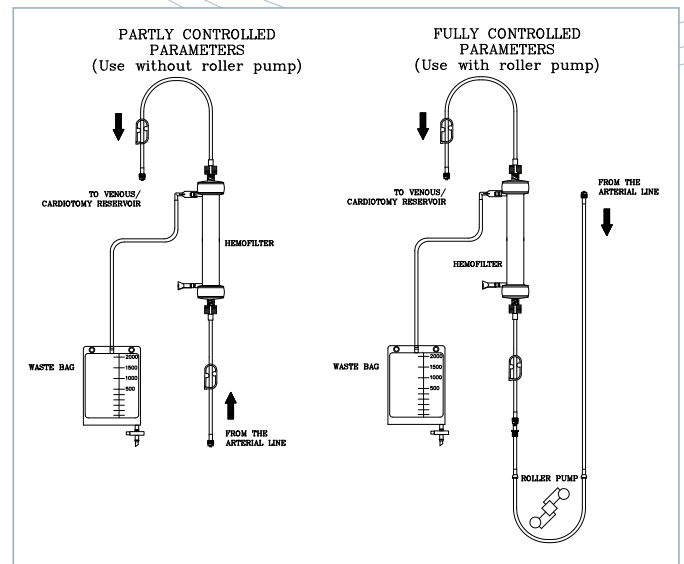 PARTLY CONTROLLED
PARAMETERS
(Use without roller pump)
TO VENOUS/
CARDIOTOMY RESERVOIR
HEMOFILTER
WASTE BAG
2000
1500
1000
500
FROM THE
ARTERIAL LINE
FULLY CONTROLLED
PARAMETERS
(Use with roller pump)
TO VENOUS/
CARDIOTOMY RESERVOIR
FROM THE
ARTERIAL LINE
HEMOFILTER
WASTE BAG
2000
1500
1000
500
ROLLER PUMP